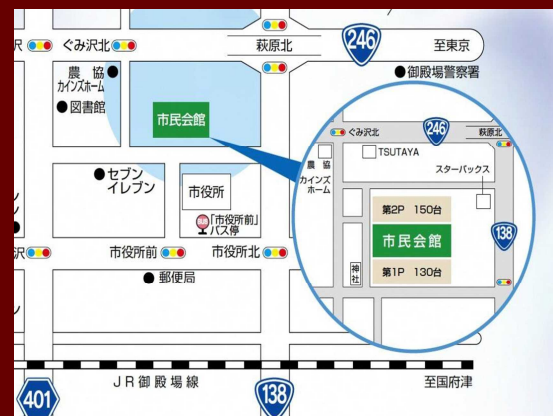 沢
ぐみ沢北
萩原北
246
至東京
農協
カインズホーム
御殿場警察署
図書館
市民会館
セブン
イレブン
市役所
「市役所前」
バス停
沢
市役所前
市役所北
郵便局
ぐみ沢北
246
萩原北
TSUTAYA
農協
カインズ
ホーム
スターバックス
第2P 150台
市民会館
138
神社
第1P 130台
JR御殿場線
至国府津
401
138